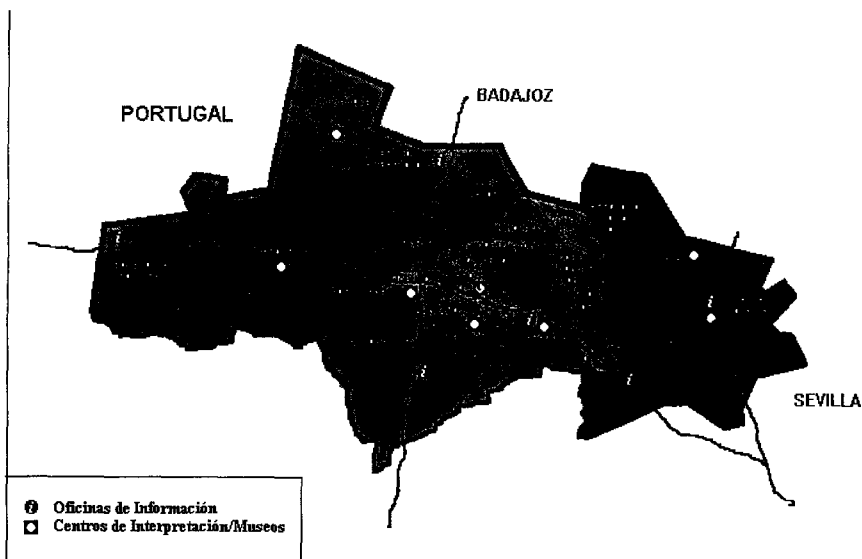 BADAJOZ
PORTUGAL
SEVILLA
i Oficinas de Información
Centros de Interpretación/Museos